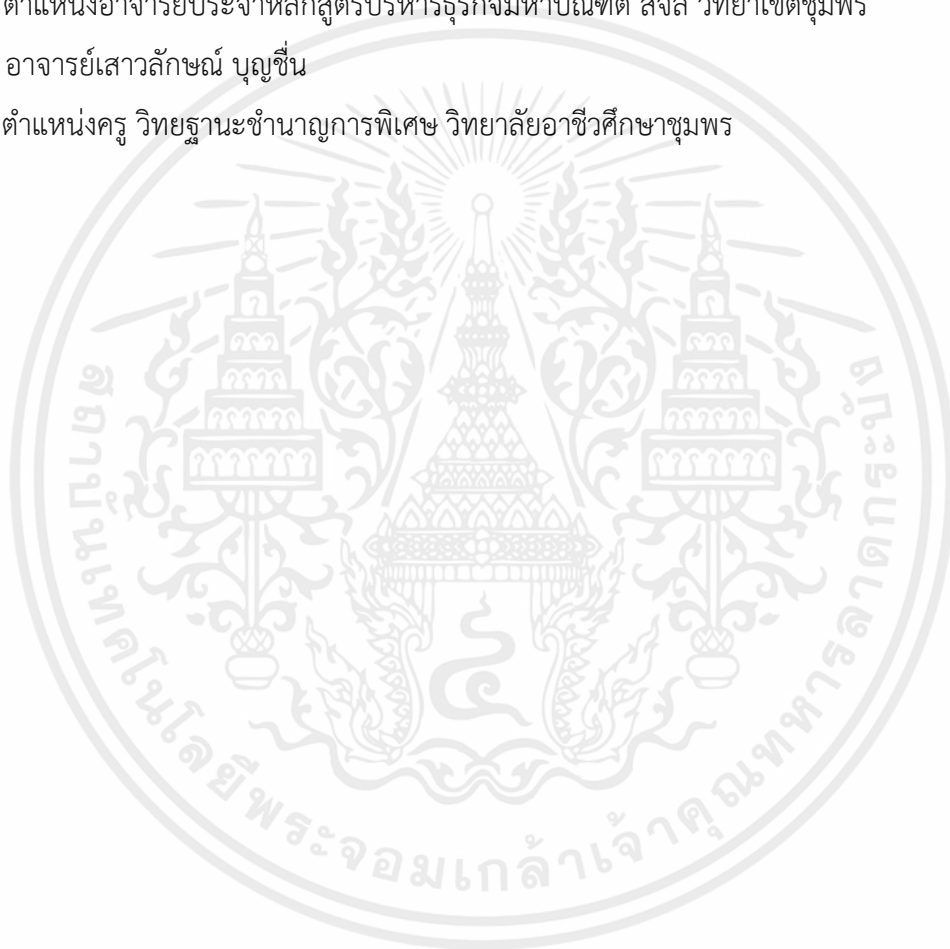 ตำแหน่งอาจารย์ประจำหลักสูตรบริหารธุรกิจมหาบัณฑิต สจล วิทยาเขตชุมพร
อาจารย์เสาวลักษณ์ บุญชื่น
ตำแหน่งครู วิทยฐานะชำนาญการพิเศษ วิทยาลัยอาชีวศึกษาชุมพร
สถาบันเทคโนโลยีพระจอมเกล้าเจ้าคุณทหารลาดกระบัง
๔